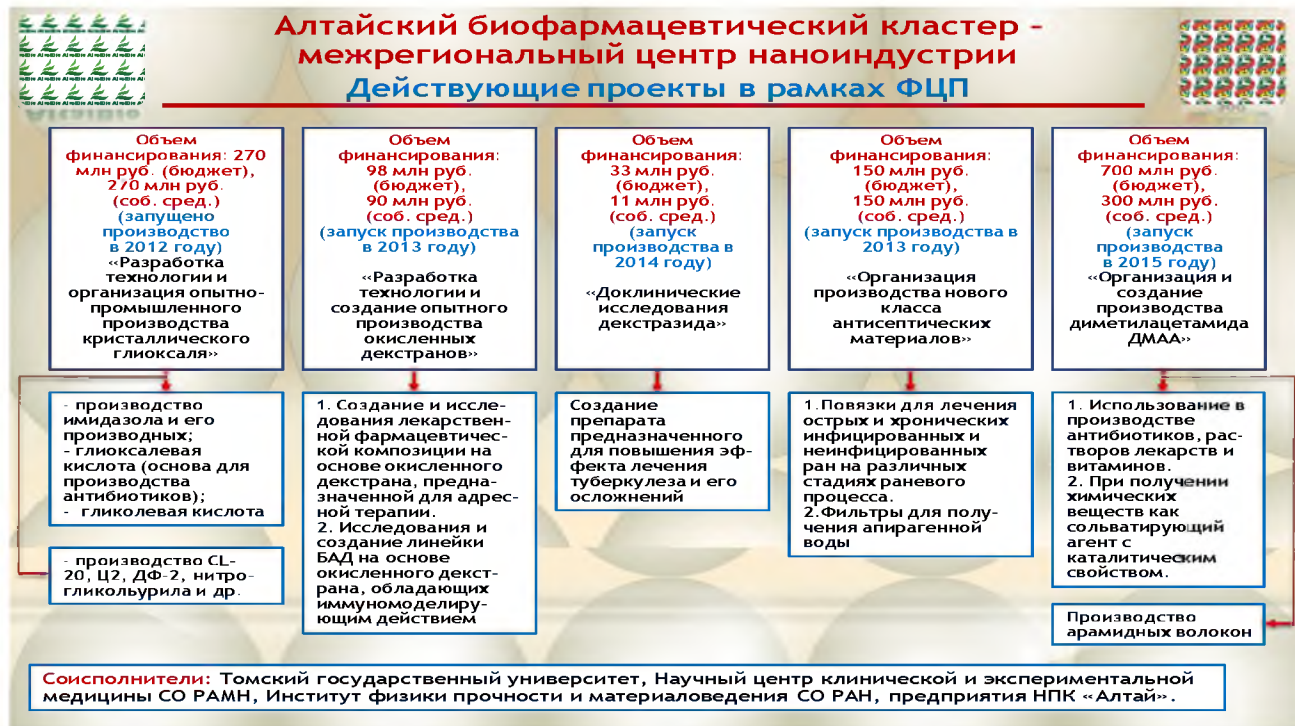 Алтайский биофармацевтический кластер -
межрегиональный центр наноиндустрии
Действующие проекты в рамках ФЦП
Объем
финансирования: 270
млн руб. (бюджет),
270 млн руб.
(соб. сред.)
(запущено
производство
в 2012 году)
«Разработка
технологии и
организация опытно-
промышленного
производства
кристаллического
глиоксаля»
Объем
финансирования:
98 млн руб.
(бюджет),
90 млн руб.
(соб. сред.)
(запуск производства
в 2013 году)
«Разработка
технологии и
создание опытного
производства
окисленных
декстранов»
Объем
финансирования:
33 млн руб.
(бюджет),
11 млн руб.
(соб. сред.)
(запуск
производства в
2014 году)
«Доклинические
исследования
декстразида»
Объем
финансирования:
150 млн руб.
(бюджет),
150 млн руб.
(соб. сред.)
(запуск производства в
2013 году)
«Организация
производства нового
класса
антисептических
материалов»
Объем
финансирования:
700 млн руб.
(бюджет),
300 млн руб.
(соб. сред.)
(запуск
производства
в 2015 году)
«Организация и
создание
производства
диметилацетамида
ДМАА»
- производство
имидазола и его
производных;
- глиоксалевая
кислота (основа для
производства
антибиотиков);
- гликолевая кислота
- производство CL-
20, Ц2, ДФ-2, нитро-
гликольурила и др.
1. Создание и иссле-
дования лекарствен-
ной фармацевтичес-
кой композиции на
основе окисленного
декстрана, предна-
значенной для адрес-
ной терапии.
2. Исследования и
создание линейки
БАД на основе
окисленного декст-
рана, обладающих
иммуномоделирую-
ющим действием
Создание
препарата
предназначенного
для повышения эф-
фекта лечения
туберкулеза и его
осложнений
1.Повязки для лечения
острых и хронических
инфицированных и
неинфицированных
ран на различных
стадиях раневого
процесса.
2.Фильтры для полу-
чения апирагенной
воды
1. Использование в
производстве
антибиотиков, рас-
творов лекарств и
витаминов.
2. При получении
химических
веществ как
сольватирующий
агент с
каталитическим
свойством.
Производство
арамидных волокон
Соисполнители: Томский государственный университет, Научный центр клинической и экспериментальной
медицины СО РАМН, Институт физики прочности и материаловедения СО РАН, предприятия НПК «Алтай».